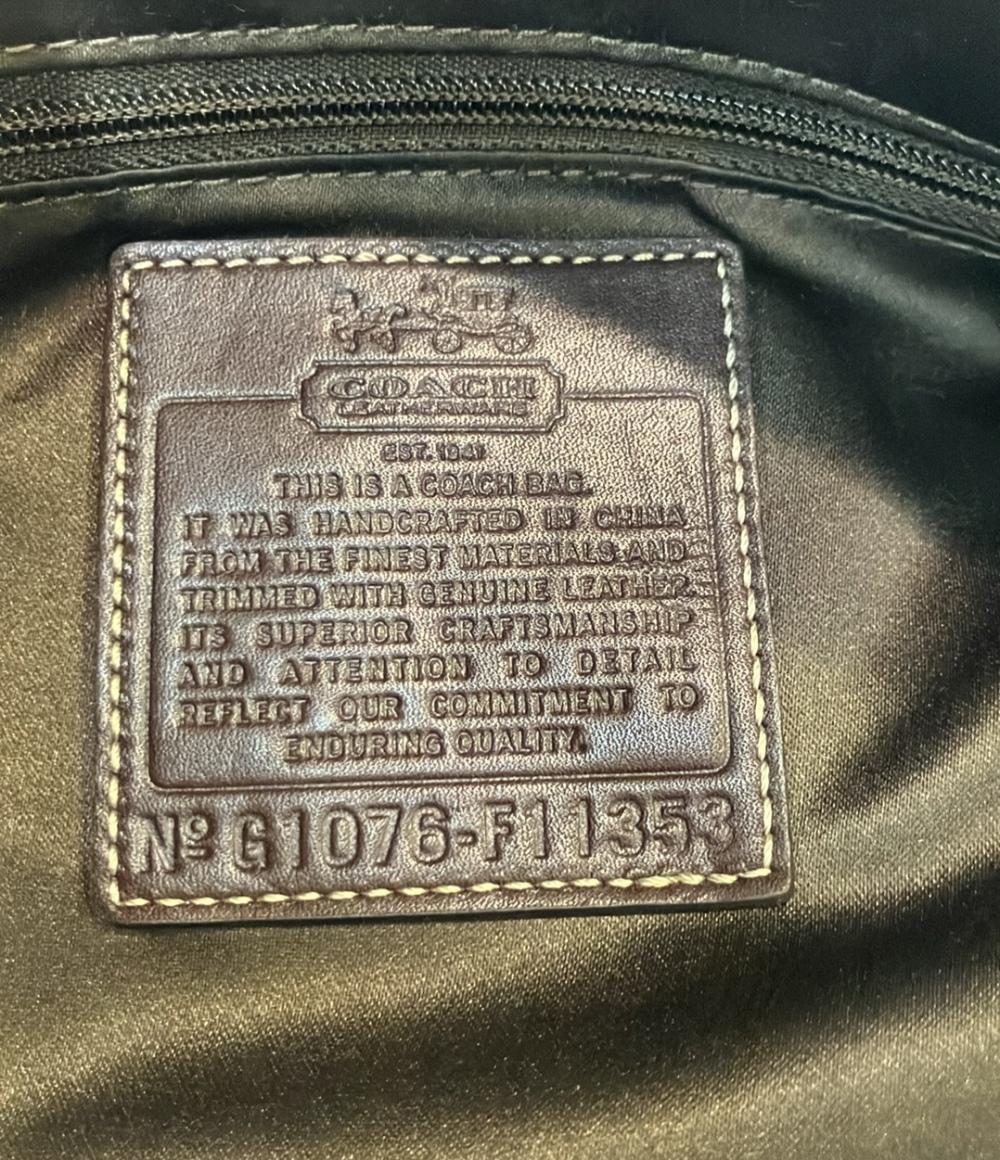 COACH
LEATHERWARE
EST. 1941
THIS IS A COACH BAG.
IT WAS HANDCRAFTED IN CHINA
FROM THE FINEST MATERIALS AND
TRIMMED WITH GENUINE LEATHER.
ITS SUPERIOR CRAFTSMANSHIP
AND ATTENTION TO DETAIL
REFLECT OUR COMMITMENT TO
ENDURING QUALITY.
Nº G1076-F11353